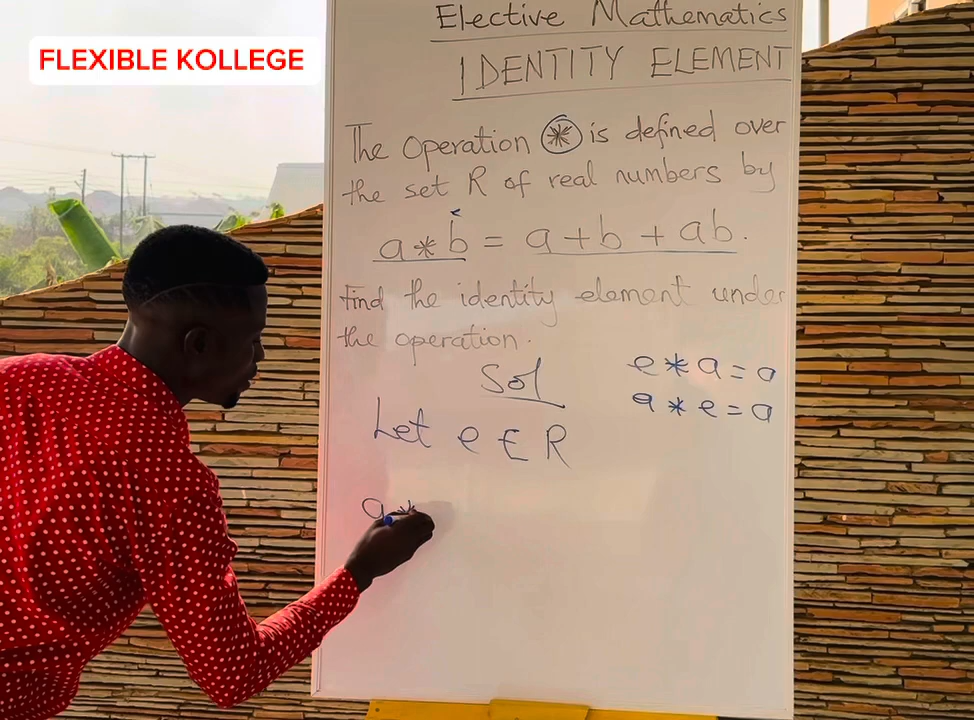 FLEXIBLE KOLLEGE
Elective Mathematics
IDENTITY ELEMENT
The operation * is defined over
the set R of real numbers by
a * b = a + b + ab.
find the identity element under
the operation.
Sol
e * a = a
a * e = a
Let e ∈ R
a *